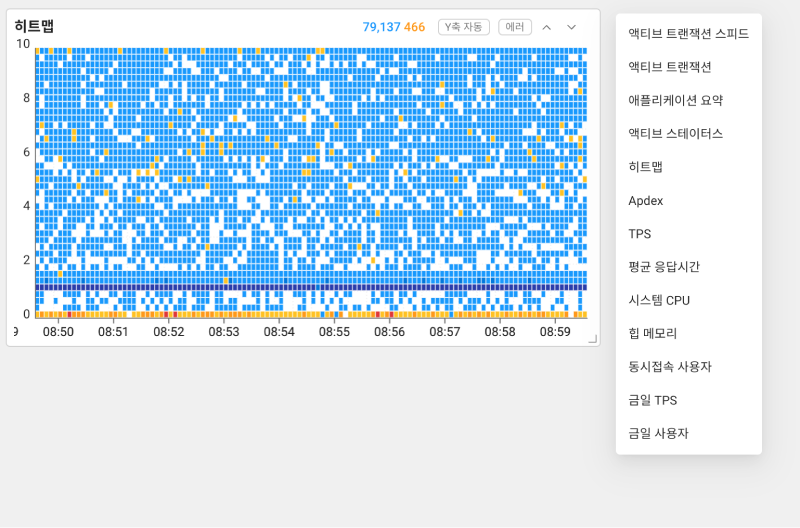 히트맵
79,137 466
Y축 자동
에러
10
8
6
4
2
0
9
08:50
08:51
08:52
08:53
08:54
08:55
08:56
08:57
08:58
08:59
액티브 트랜잭션 스피드
액티브 트랜잭션
애플리케이션 요약
액티브 스테이터스
히트맵
Apdex
TPS
평균 응답시간
시스템 CPU
힙 메모리
동시접속 사용자
금일 TPS
금일 사용자